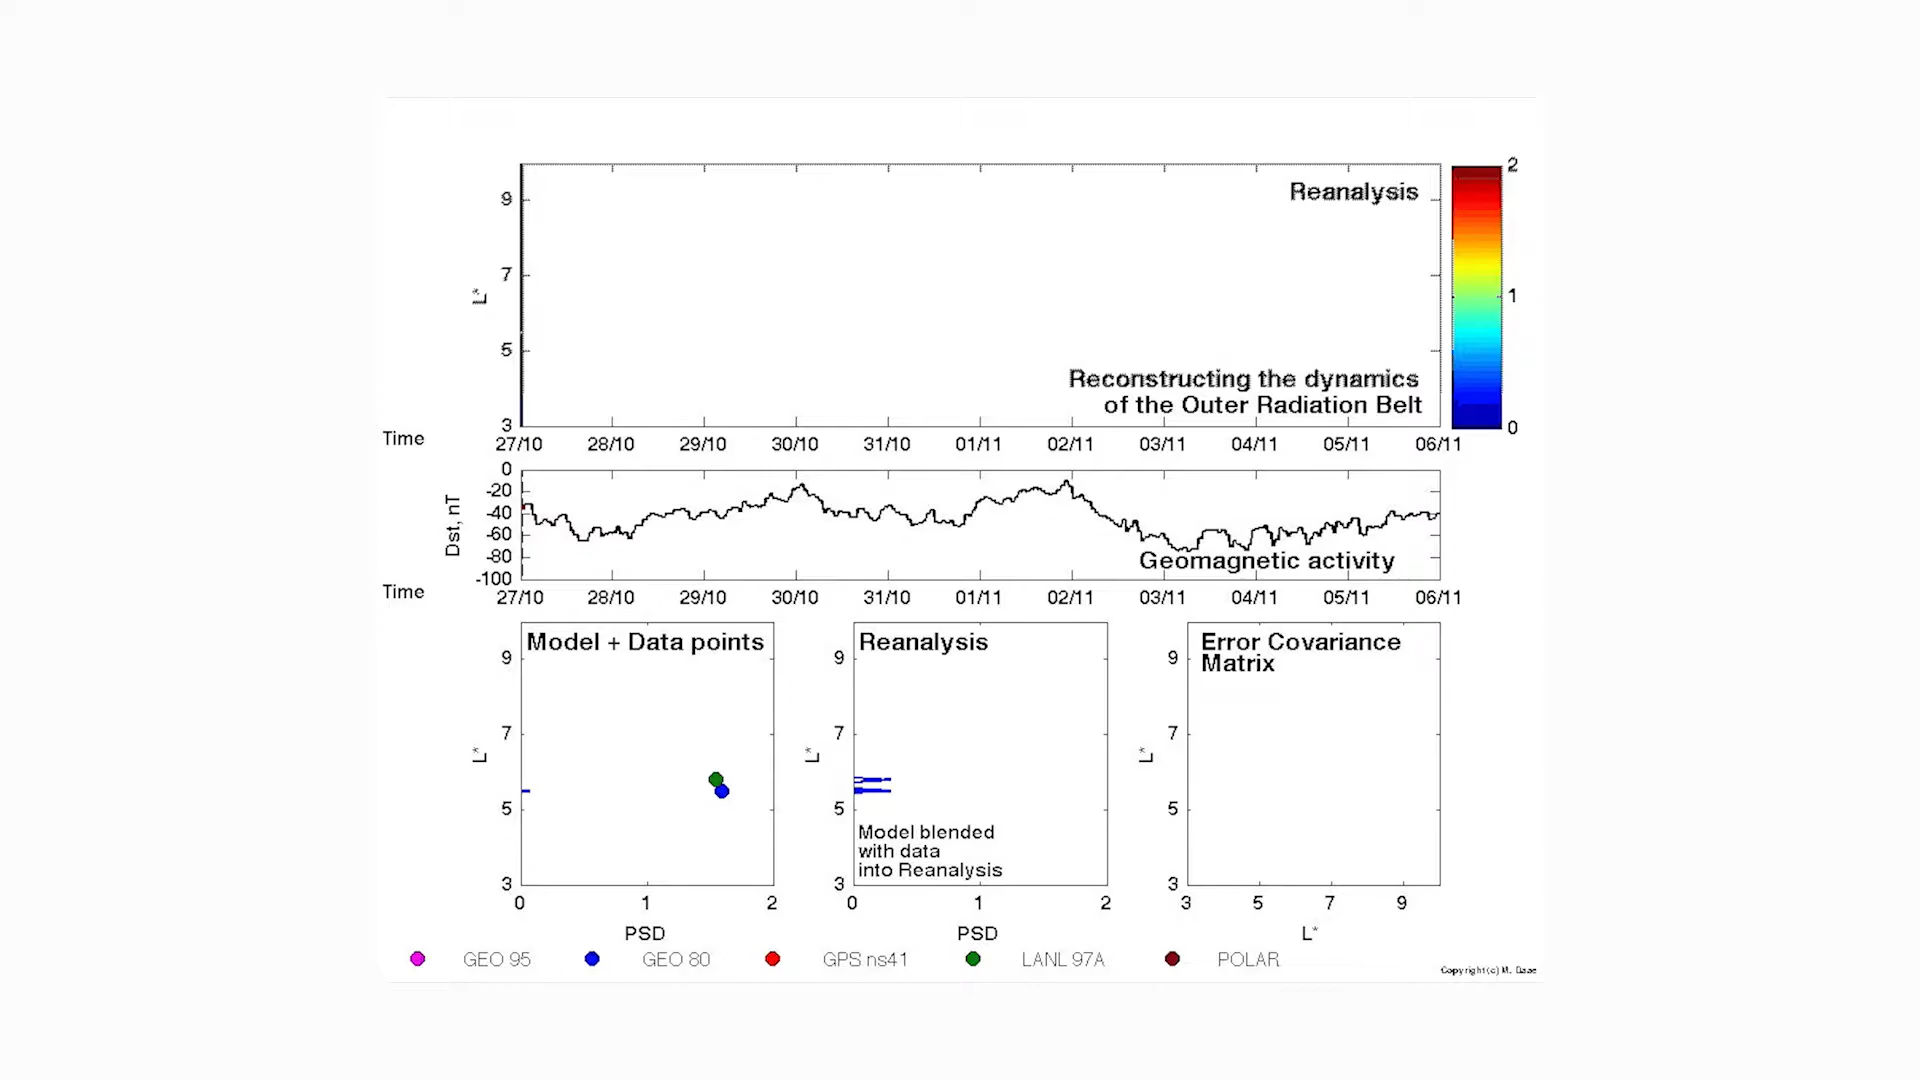 Reanalysis
2
9
7
1
L*
5
Reconstructing the dynamics
of the Outer Radiation Belt
3
0
Time
27/10 28/10 29/10 30/10 31/10 01/11 02/11 03/11 04/11 05/11 06/11
0
-20
-40
-60
-80
-100
Dst, nT
Geomagnetic activity
Time
27/10 28/10 29/10 30/10 31/10 01/11 02/11 03/11 04/11 05/11 06/11
Model + Data points
9
7
L*
5
3
0 1 2
PSD
Reanalysis
9
7
L*
5
Model blended
with data
into Reanalysis
3
0 1 2
PSD
Error Covariance
Matrix
9
7
L*
5
3
3 5 7 9
L*
GEO 95 GEO 80 GPS ns41 LANL 97A POLAR
Copyright (c) M.